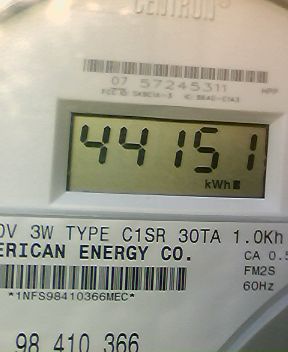 CENTRON®
07 57245311
44151
kWh
0V 3W TYPE C1SR 30TA 1.0Kh
ERICAN ENERGY CO.
CA 0.5
FM2S
*1NFS98410366MEC*
60Hz
98 410 366